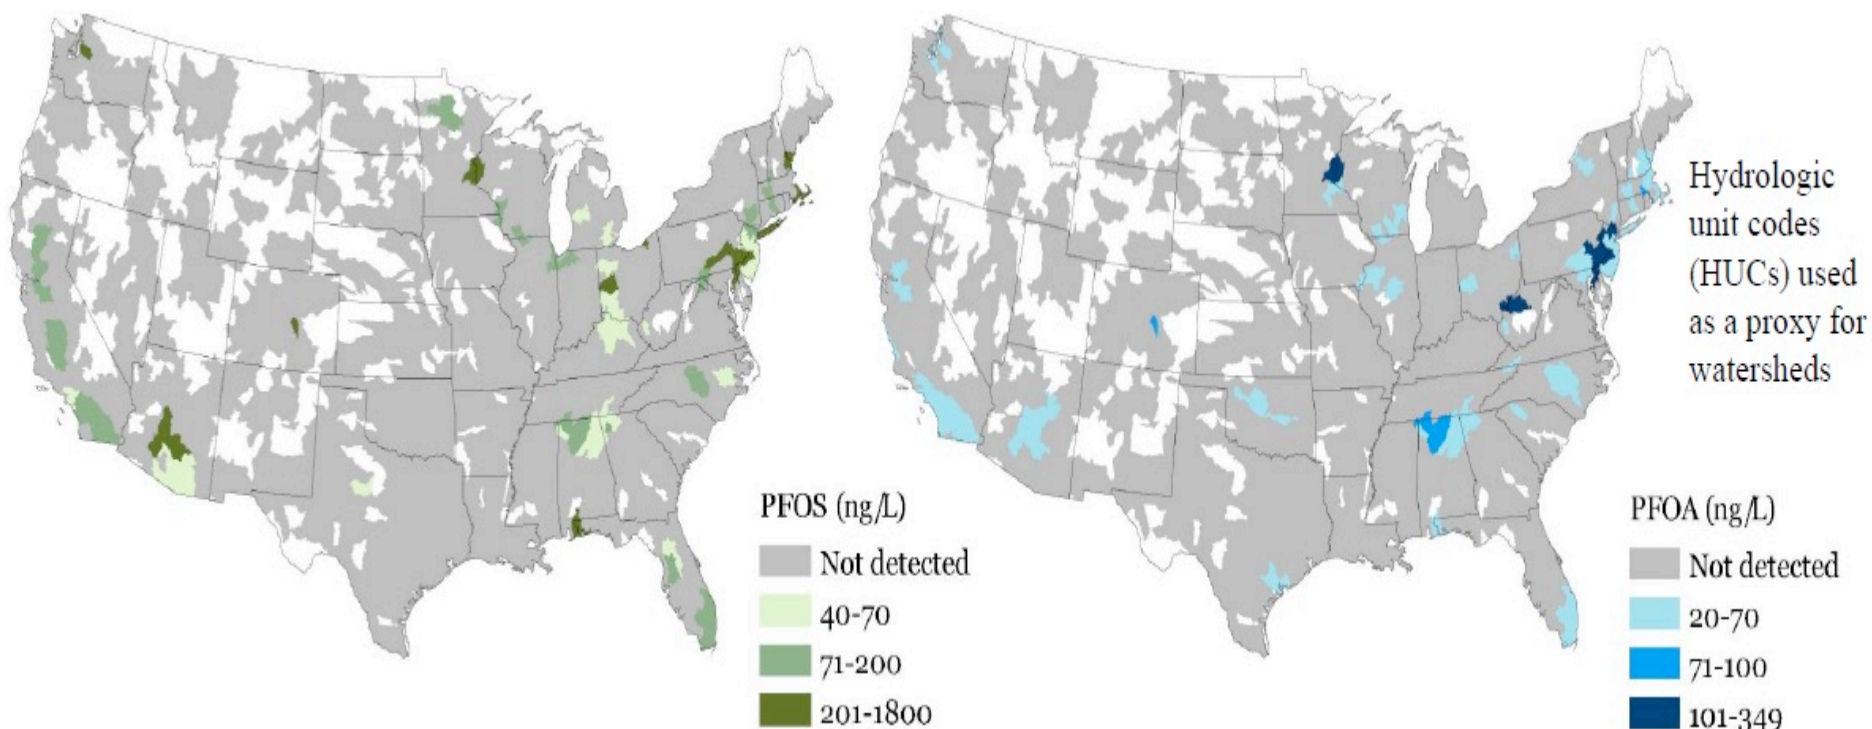 PFOS (ng/L)
Not detected
40-70
71-200
201-1800
PFOA (ng/L)
Not detected
20-70
71-100
101-349
Hydrologic
unit codes
(HUCs) used
as a proxy for
watersheds